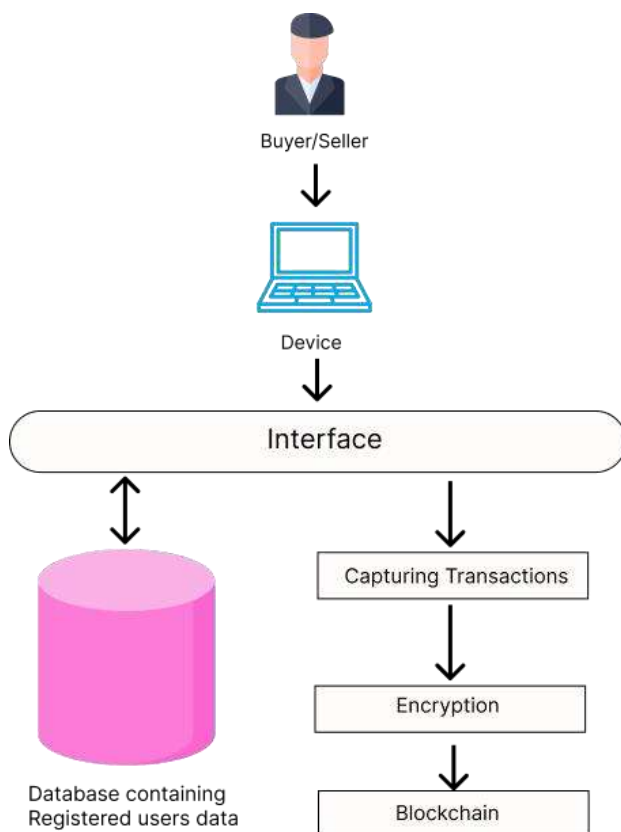 Buyer/Seller
Device
Interface
Capturing Transactions
Encryption
Database containing
Registered users data
Blockchain